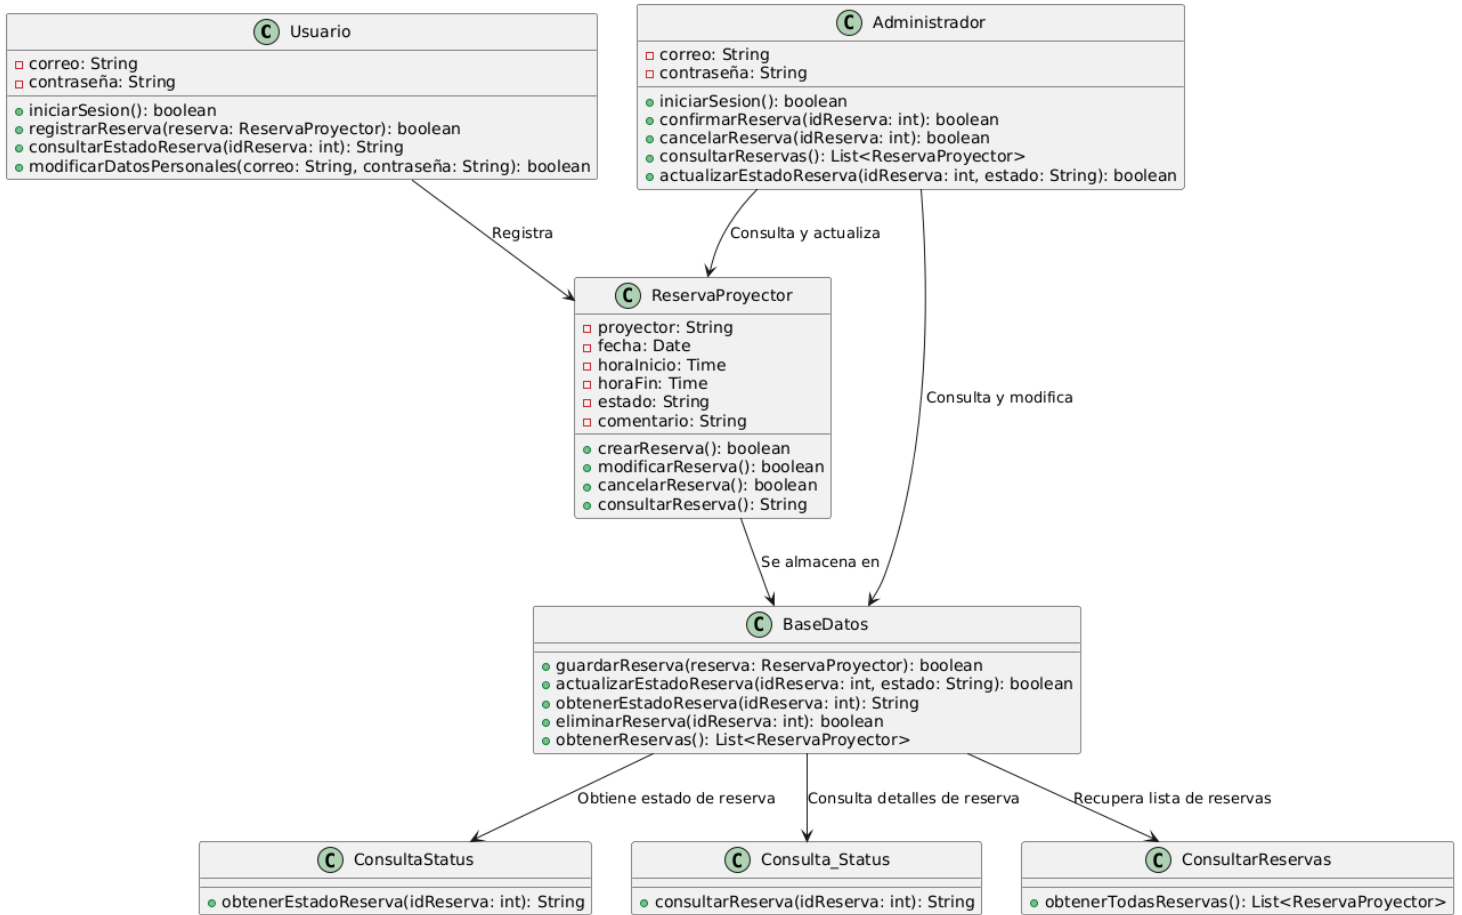 C Usuario
correo: String
contraseña: String
iniciarSesion(): boolean
registrarReserva(reserva: ReservaProyector): boolean
consultarEstadoReserva(idReserva: int): String
modificarDatosPersonales(correo: String, contraseña: String): boolean
C Administrador
correo: String
contraseña: String
iniciarSesion(): boolean
confirmarReserva(idReserva: int): boolean
cancelarReserva(idReserva: int): boolean
consultarReservas(): List<ReservaProyector>
actualizarEstadoReserva(idReserva: int, estado: String): boolean
Registra
Consulta y actualiza
C ReservaProyector
proyector: String
fecha: Date
horaInicio: Time
horaFin: Time
estado: String
comentario: String
crearReserva(): boolean
modificarReserva(): boolean
cancelarReserva(): boolean
consultarReserva(): String
Consulta y modifica
Se almacena en
C BaseDatos
guardarReserva(reserva: ReservaProyector): boolean
actualizarEstadoReserva(idReserva: int, estado: String): boolean
obtenerEstadoReserva(idReserva: int): String
eliminarReserva(idReserva: int): boolean
obtenerReservas(): List<ReservaProyector>
Obtiene estado de reserva
Consulta detalles de reserva
Recupera lista de reservas
C ConsultaStatus
obtenerEstadoReserva(idReserva: int): String
C Consulta_Status
consultarReserva(idReserva: int): String
C ConsultarReservas
obtenerTodasReservas(): List<ReservaProyector>